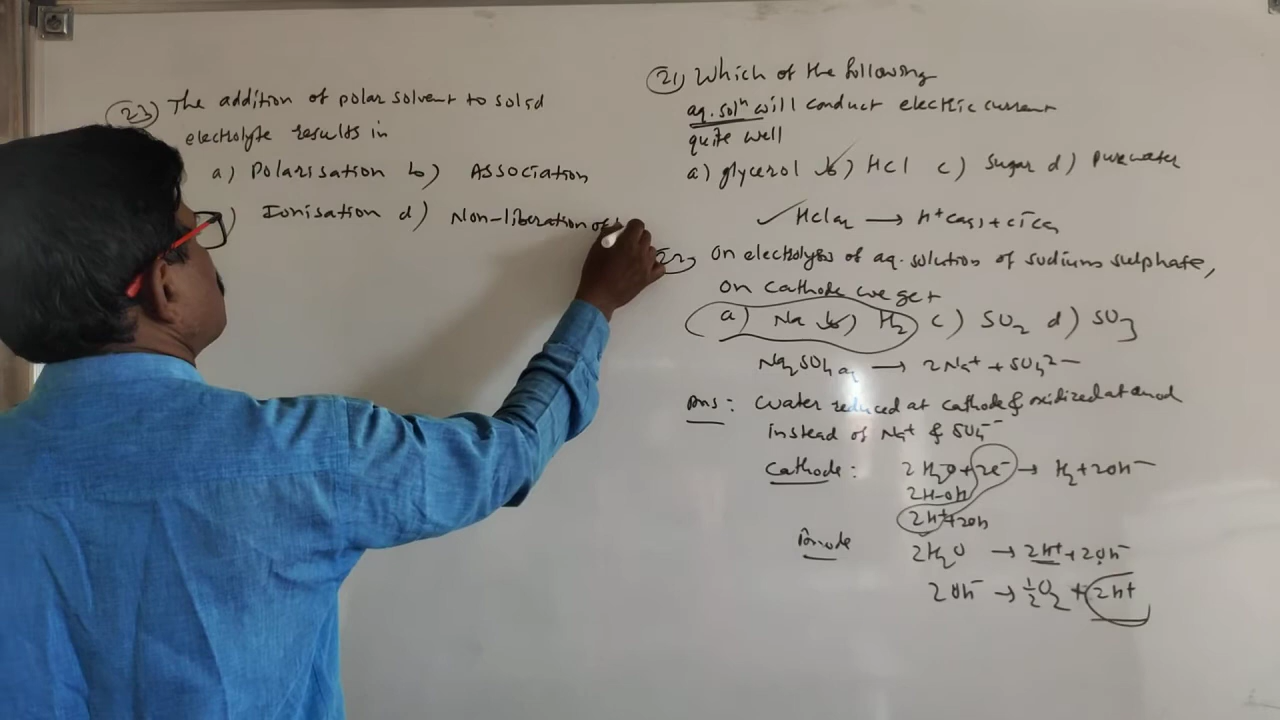 23) The addition of polar solvent to solid
electrolyte results in
a) Polarisation b) Association
) Ionisation d) Non-liberation of
21) Which of the following
aq. solⁿ will conduct electric current
quite well
a) glycerol b) HCl c) Sugar d) pure water
✓ HCl aq → H⁺(aq) + Cl⁻(aq)
22) On electrolysis of aq. solution of sodium sulphate,
on cathode we get
a) Na b) H₂ c) SO₂ d) SO₃
Na₂SO₄ aq → 2Na⁺ + SO₄²⁻
Ans: Water reduced at cathode & oxidized at anod
instead of Na⁺ & SO₄⁻⁻
Cathode: 2H₂O + 2e⁻ → H₂ + 2OH⁻
2H-OH
2H⁺ + 2OH
Anode 2H₂O → 2H⁺ + 2OH⁻
2OH⁻ → ½O₂ + 2H⁺